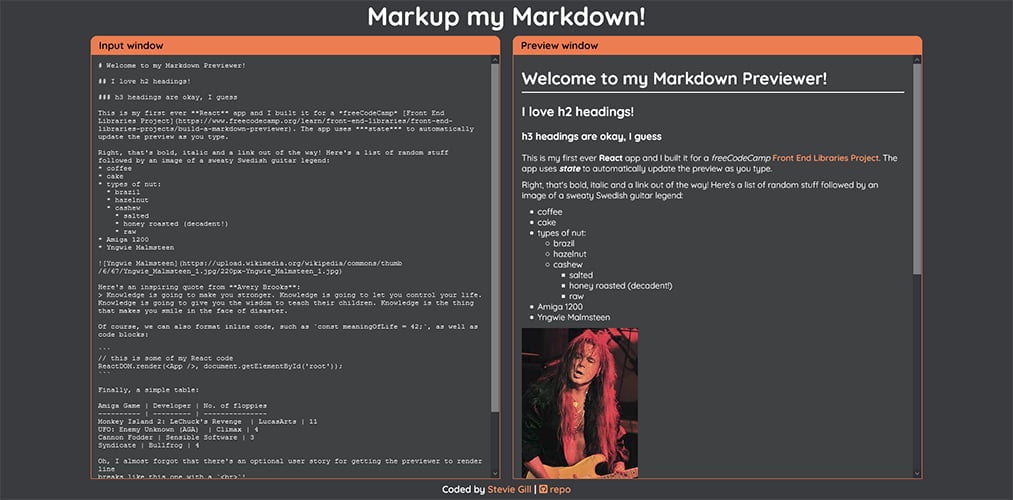 Markup my Markdown!
Input window
# Welcome to my Markdown Previewer!
## I love h2 headings!
### h3 headings are okay, I guess
This is my first ever **React** app and I built it for a *freeCodeCamp* [Front End
Libraries Project](https://www.freecodecamp.org/learn/front-end-libraries/front-end-
libraries-projects/build-a-markdown-previewer). The app uses ***state*** to automatically
update the preview as you type.
Right, that's bold, italic and a link out of the way! Here's a list of random stuff
followed by an image of a sweaty Swedish guitar legend:
* coffee
* cake
* types of nut:
* brazil
* hazelnut
* cashew
* salted
* honey roasted (decadent!)
* raw
* Amiga 1200
* Yngwie Malmsteen
![Yngwie Malmsteen](https://upload.wikimedia.org/wikipedia/commons/thumb
/6/67/Yngwie_Malmsteen_1.jpg/220px-Yngwie_Malmsteen_1.jpg)
Here's an inspiring quote from **Avery Brooks**:
> Knowledge is going to make you stronger. Knowledge is going to let you control your life.
Knowledge is going to give you the wisdom to teach their children. Knowledge is the thing
that makes you smile in the face of disaster.
Of course, we can also format inline code, such as `const meaningOfLife = 42;`, as well as
code blocks:
```
// this is some of my React code
ReactDOM.render(<App />, document.getElementById('root'));
```
Finally, a simple table:
Amiga Game | Developer | No. of floppies
---------- | --------- | ---------------
Monkey Island 2: LeChuck's Revenge | LucasArts | 11
UFO: Enemy Unknown (AGA) | Climax | 4
Cannon Fodder | Sensible Software | 3
Syndicate | Bullfrog | 4
Oh, I almost forgot that there's an optional user story for getting the previewer to render
line
breaks like this one with a `<br>`!
Preview window
Welcome to my Markdown Previewer!
I love h2 headings!
h3 headings are okay, I guess
This is my first ever React app and I built it for a freeCodeCamp Front End Libraries Project. The
app uses state to automatically update the preview as you type.
Right, that's bold, italic and a link out of the way! Here's a list of random stuff followed by an
image of a sweaty Swedish guitar legend:
coffee
cake
types of nut:
brazil
hazelnut
cashew
salted
honey roasted (decadent!)
raw
Amiga 1200
Yngwie Malmsteen
Coded by Stevie Gill | repo